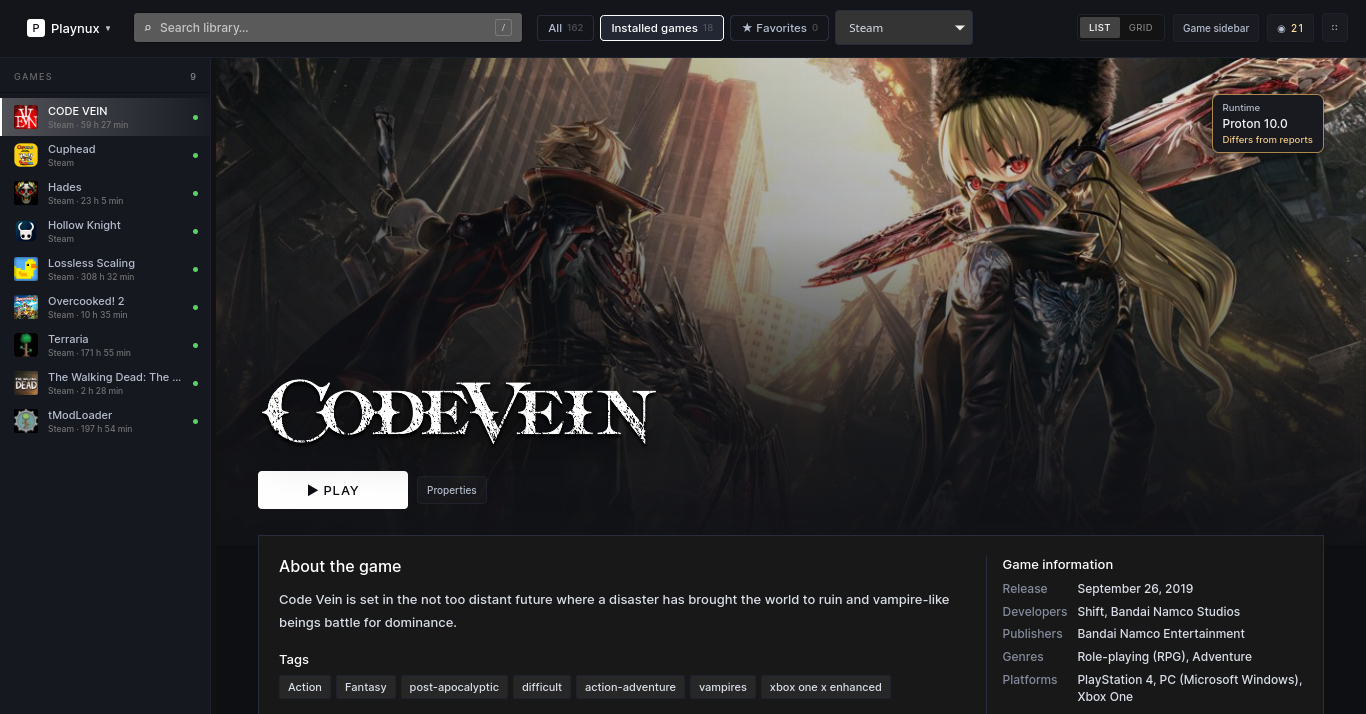 P Playnux ▾
Search library...
/
All 162
Installed games 18
★ Favorites 0
Steam
LIST GRID
Game sidebar
21
GAMES 9
CODE VEIN
Steam · 59 h 27 min
Cuphead
Steam
Hades
Steam · 23 h 5 min
Hollow Knight
Steam
Lossless Scaling
Steam · 308 h 32 min
Overcooked! 2
Steam · 10 h 35 min
Terraria
Steam · 171 h 55 min
The Walking Dead: The ...
Steam · 2 h 28 min
tModLoader
Steam · 197 h 54 min
Runtime
Proton 10.0
Differs from reports
CODE VEIN
▶ PLAY
Properties
About the game
Code Vein is set in the not too distant future where a disaster has brought the world to ruin and vampire-like
beings battle for dominance.
Tags
Action
Fantasy
post-apocalyptic
difficult
action-adventure
vampires
xbox one x enhanced
Game information
Release September 26, 2019
Developers Shift, Bandai Namco Studios
Publishers Bandai Namco Entertainment
Genres Role-playing (RPG), Adventure
Platforms PlayStation 4, PC (Microsoft Windows),
Xbox One